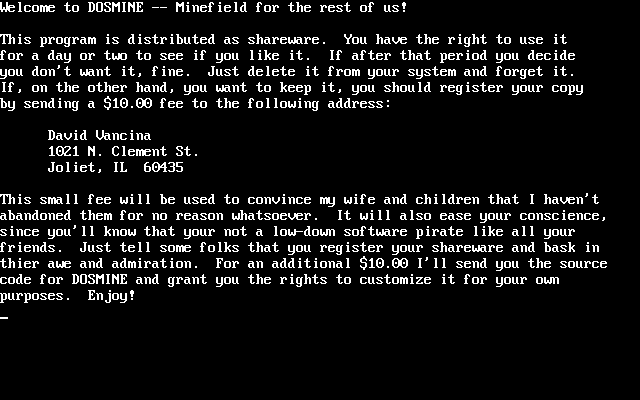 Welcome to DOSMINE -- Minefield for the rest of us!
This program is distributed as shareware.  You have the right to use it
for a day or two to see if you like it.  If after that period you decide
you don't want it, fine.  Just delete it from your system and forget it.
If, on the other hand, you want to keep it, you should register your copy
by sending a $10.00 fee to the following address:
David Vancina
1021 N. Clement St.
Joliet, IL  60435
This small fee will be used to convince my wife and children that I haven't
abandoned them for no reason whatsoever.  It will also ease your conscience,
since you'll know that your not a low-down software pirate like all your
friends.  Just tell some folks that you register your shareware and bask in
thier awe and admiration.  For an additional $10.00 I'll send you the source
code for DOSMINE and grant you the rights to customize it for your own
purposes.  Enjoy!